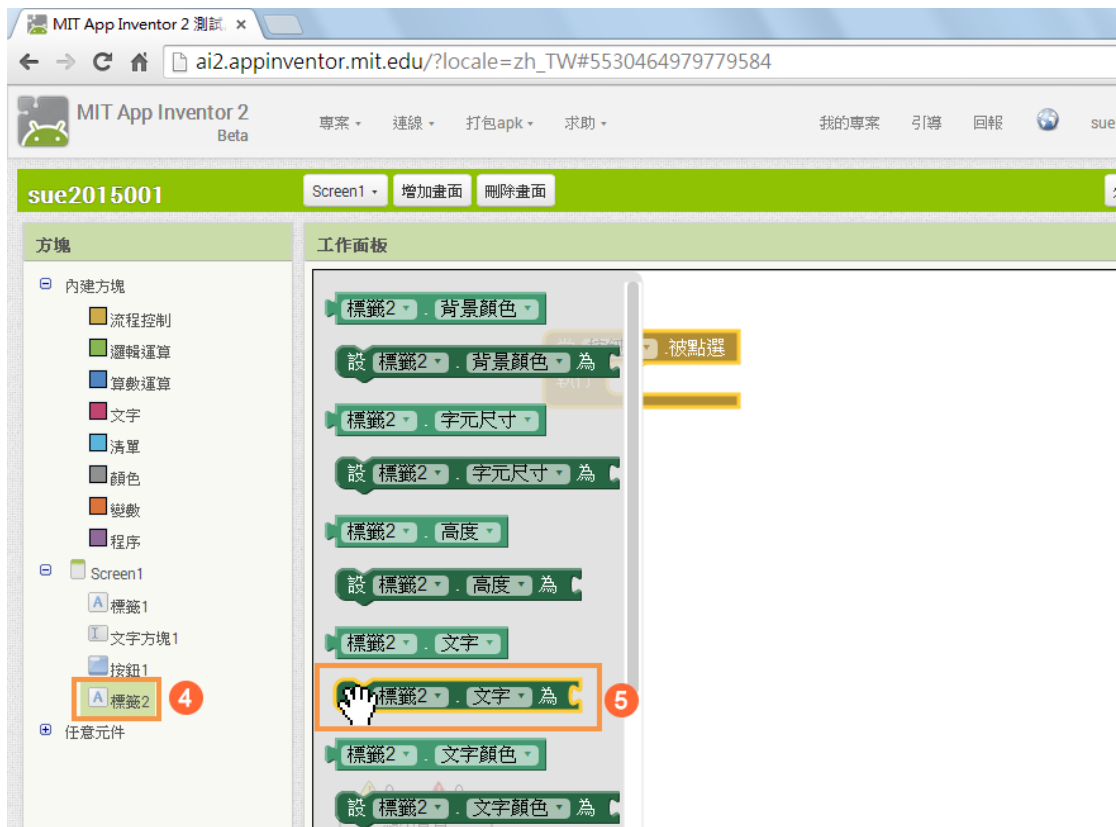 MIT App Inventor 2 測試
ai2.appinventor.mit.edu/?locale=zh_TW#5530464979779584
MIT App Inventor 2
Beta
專案 連線 打包apk 求助 我的專案 引導 回報 sue
sue2015001 Screen1 增加畫面 刪除畫面
方塊
工作面板
內建方塊
流程控制
邏輯運算
算數運算
文字
清單
顏色
變數
程序
Screen1
標籤1
文字方塊1
按鈕1
標籤2 4
任意元件
標籤2 . 背景顏色
.被點選
設 標籤2 . 背景顏色 為
執行
標籤2 . 字元尺寸
設 標籤2 . 字元尺寸 為
標籤2 . 高度
設 標籤2 . 高度 為
標籤2 . 文字
標籤2 . 文字 為 5
標籤2 . 文字顏色
0 0
設 標籤2 . 文字顏色 為